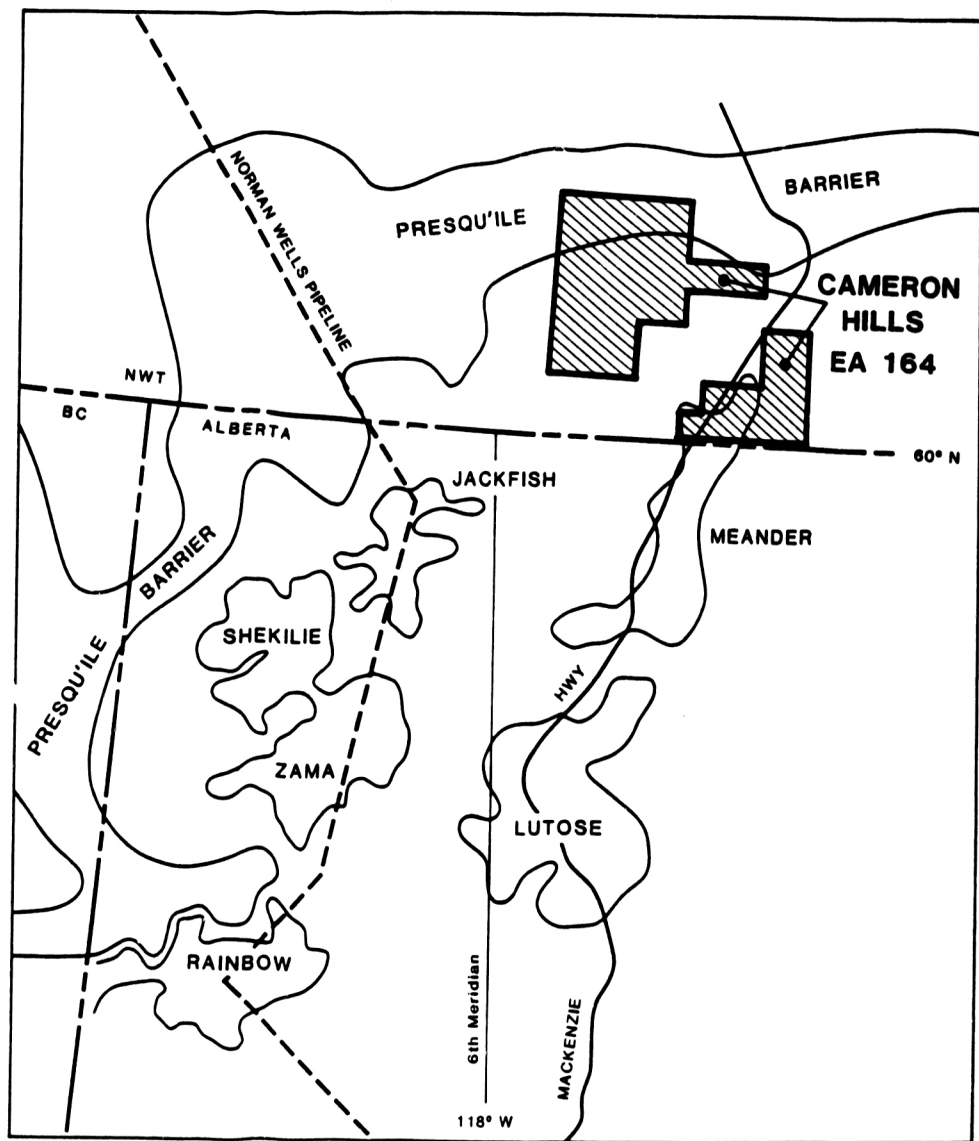 NORMAN WELLS PIPELINE
PRESQU'ILE
BARRIER
CAMERON
HILLS
EA 164
NWT
BC
ALBERTA
60° N
JACKFISH
MEANDER
BARRIER
SHEKILIE
PRESQU'ILE
HWY
ZAMA
LUTOSE
RAINBOW
6th Meridian
MACKENZIE
118° W